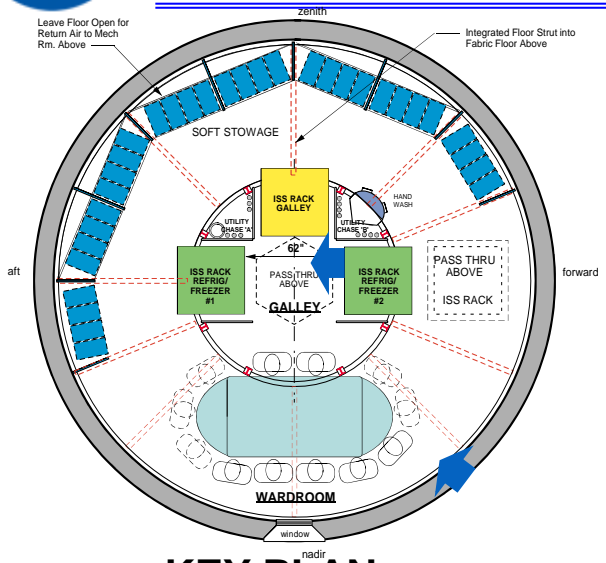 zenith
Leave Floor Open for
Return Air to Mech
Rm. Above
Integrated Floor Strut into
Fabric Floor Above
SOFT STOWAGE
ISS RACK
GALLEY
HAND
WASH
UTILITY
CHASE 'A'
UTILITY
CHASE 'B'
62"
aft
ISS RACK
REFRIG/
FREEZER
#1
PASS THRU
ABOVE
GALLEY
ISS RACK
REFRIG/
FREEZER
#2
PASS THRU
ABOVE
ISS RACK
forward
WARDROOM
window
nadir
KEY PLAN